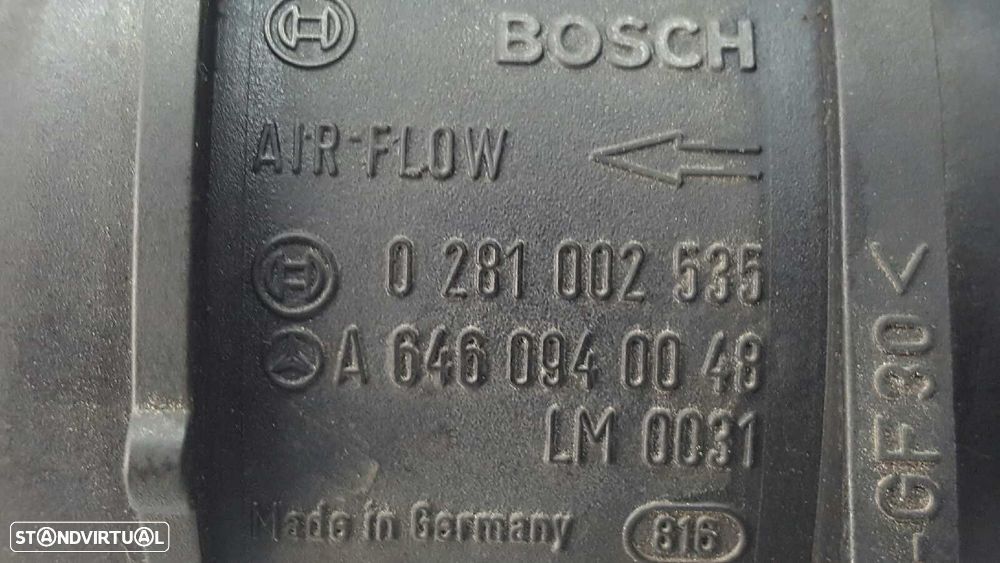 BOSCH
AIR-FLOW
0 281 002 535
A 646 094 00 48
LM 0031
Made in Germany
816
-GF 30<
STANDVIRTUAL